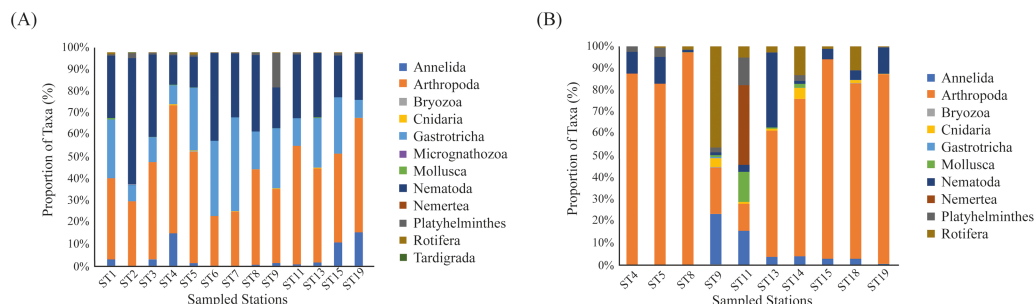 (A)
Proportion of Taxa (%)
100%
90%
80%
70%
60%
50%
40%
30%
20%
10%
0%
ST1
ST2
ST3
ST4
ST5
ST6
ST7
ST8
ST9
ST11
ST13
ST15
ST19
Sampled Stations
Annelida
Arthropoda
Bryozoa
Cnidaria
Gastrotricha
Micrognathozoa
Mollusca
Nematoda
Nemertea
Platyhelminthes
Rotifera
Tardigrada
(B)
Proportion of Taxa (%)
100%
90%
80%
70%
60%
50%
40%
30%
20%
10%
0%
ST4
ST5
ST8
ST9
ST11
ST13
ST14
ST15
ST18
ST19
Sampled Stations
Annelida
Arthropoda
Bryozoa
Cnidaria
Gastrotricha
Mollusca
Nematoda
Nemertea
Platyhelminthes
Rotifera